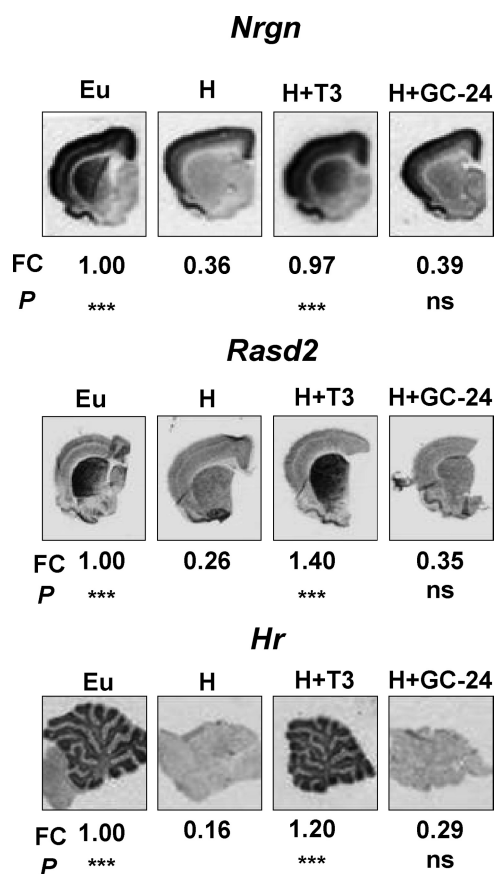 Nrgn
Eu H H+T3 H+GC-24
FC 1.00 0.36 0.97 0.39
P *** *** ns
Rasd2
Eu H H+T3 H+GC-24
FC 1.00 0.26 1.40 0.35
P *** *** ns
Hr
Eu H H+T3 H+GC-24
FC 1.00 0.16 1.20 0.29
P *** *** ns